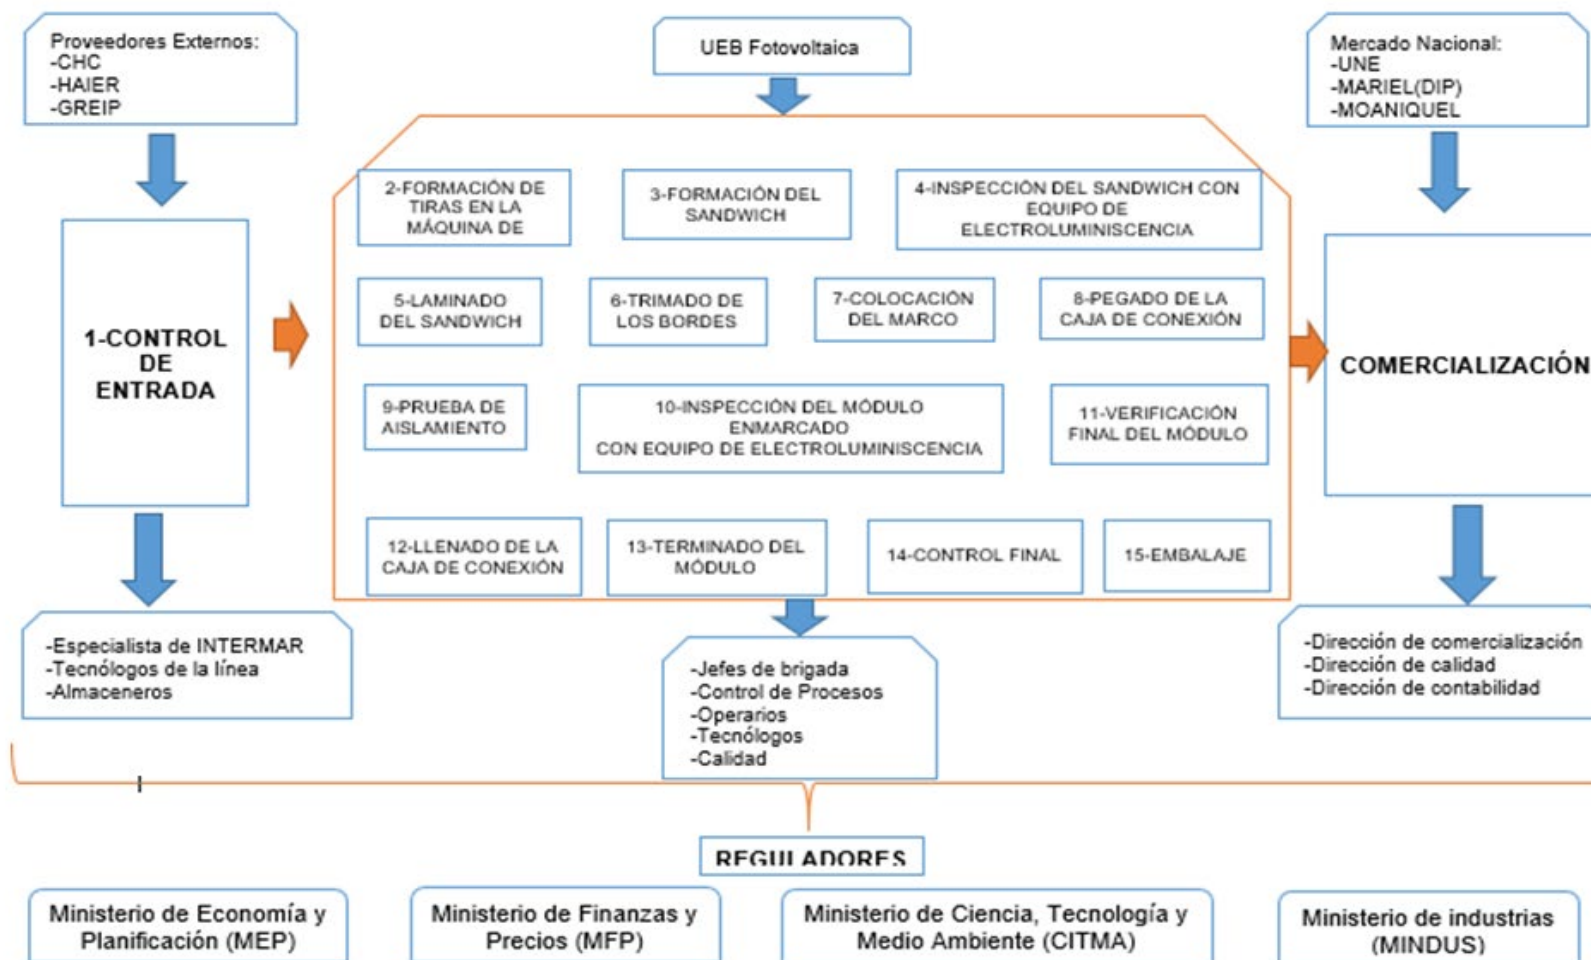 Proveedores Externos:
-CHC
-HAIER
-GREIP
UEB Fotovoltaica
Mercado Nacional:
-UNE
-MARIEL(DIP)
-MOANIQUEL
1-CONTROL
DE
ENTRADA
2-FORMACIÓN DE
TIRAS EN LA
MÁQUINA DE
3-FORMACIÓN DEL
SANDWICH
4-INSPECCIÓN DEL SANDWICH CON
EQUIPO DE
ELECTROLUMINISCENCIA
5-LAMINADO
DEL SANDWICH
6-TRIMADO DE
LOS BORDES
7-COLOCACIÓN
DEL MARCO
8-PEGADO DE LA
CAJA DE CONEXIÓN
9-PRUEBA DE
AISLAMIENTO
10-INSPECCIÓN DEL MÓDULO
ENMARCADO
CON EQUIPO DE ELECTROLUMINISCENCIA
11-VERIFICACIÓN
FINAL DEL MÓDULO
12-LLENADO DE LA
CAJA DE CONEXIÓN
13-TERMINADO DEL
MÓDULO
14-CONTROL FINAL
15-EMBALAJE
COMERCIALIZACIÓN
-Especialista de INTERMAR
-Tecnólogos de la línea
-Almaceneros
-Jefes de brigada
-Control de Procesos
-Operarios
-Tecnólogos
-Calidad
-Dirección de comercialización
-Dirección de calidad
-Dirección de contabilidad
REGULADORES
Ministerio de Economía y
Planificación (MEP)
Ministerio de Finanzas y
Precios (MFP)
Ministerio de Ciencia, Tecnología y
Medio Ambiente (CITMA)
Ministerio de industrias
(MINDUS)